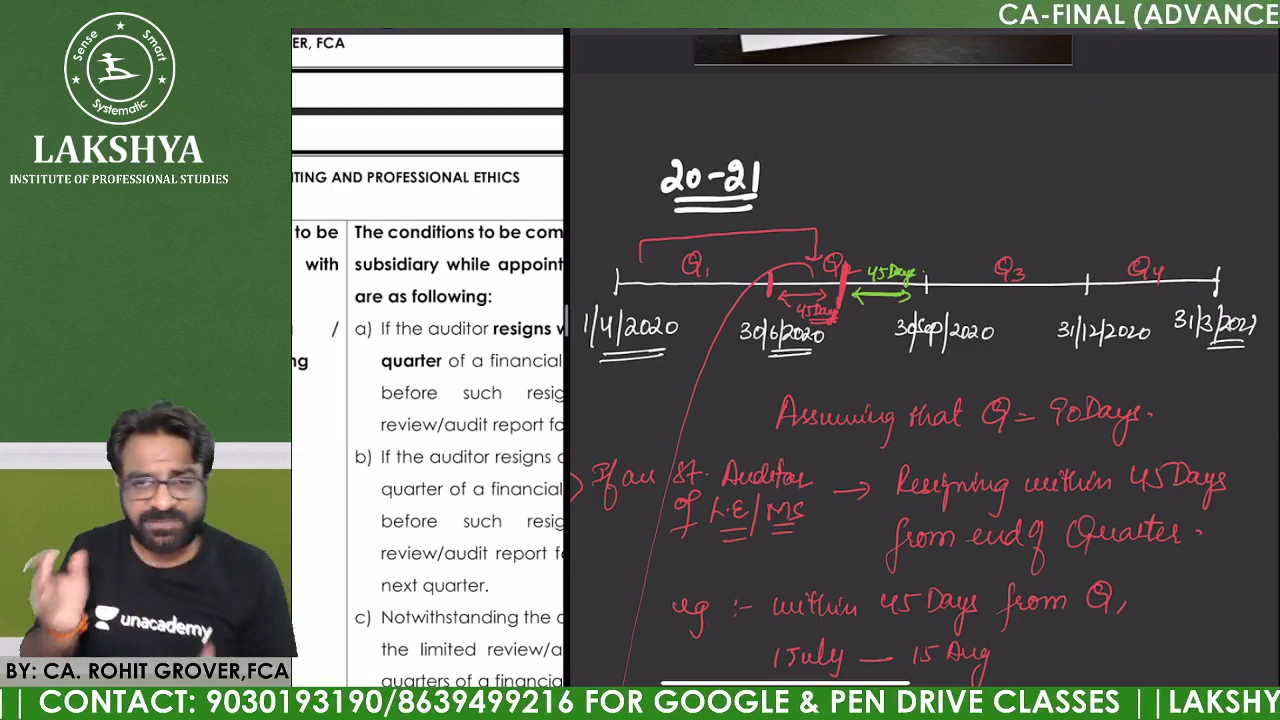 CA-FINAL (ADVANCE
Sense
Smart
Systematic
LAKSHYA
INSTITUTE OF PROFESSIONAL STUDIES
ER, FCA
TING AND PROFESSIONAL ETHICS
to be
with
/
ng
The conditions to be com
subsidiary while appoint
are as following:
a) If the auditor resigns w
quarter of a financial
before such resig
review/audit report fo
b) If the auditor resigns a
quarter of a financial
before such resig
review/audit report f
next quarter.
c) Notwithstanding the a
the limited review/a
quarters of a financia
20-21
Q1
Q
45 Days
Q3
Q4
45 Days
1/4/2020
30/6/2020
30/Sep/2020
31/12/2020
31/3/2021
Assuming that Q = 90 Days.
If an St. Auditor
of L.E/MS
→ Resigning within 45 Days
from end of Quarter.
eg :- within 45 Days from Q1
1 July — 15 Aug
unacademy
BY: CA. ROHIT GROVER,FCA
|| CONTACT: 9030193190/8639499216 FOR GOOGLE & PEN DRIVE CLASSES ||LAKSHY